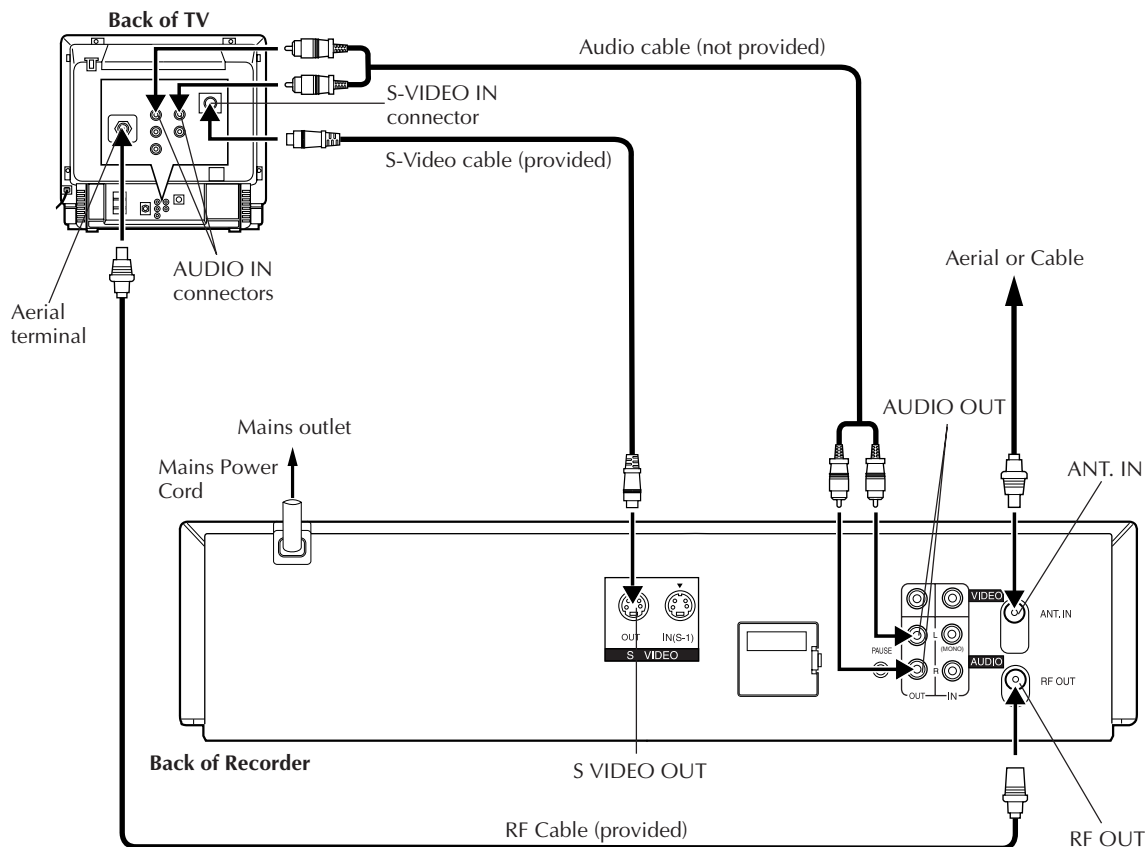 Back of TV
Audio cable (not provided)
S-VIDEO IN
connector
S-Video cable (provided)
AUDIO IN
connectors
Aerial
terminal
Aerial or Cable
AUDIO OUT
Mains outlet
Mains Power
Cord
ANT. IN
VIDEO
ANT. IN
OUT
IN(S-1)
S VIDEO
PAUSE
L
(MONO)
AUDIO
R
OUT
IN
RF OUT
Back of Recorder
S VIDEO OUT
RF Cable (provided)
RF OUT